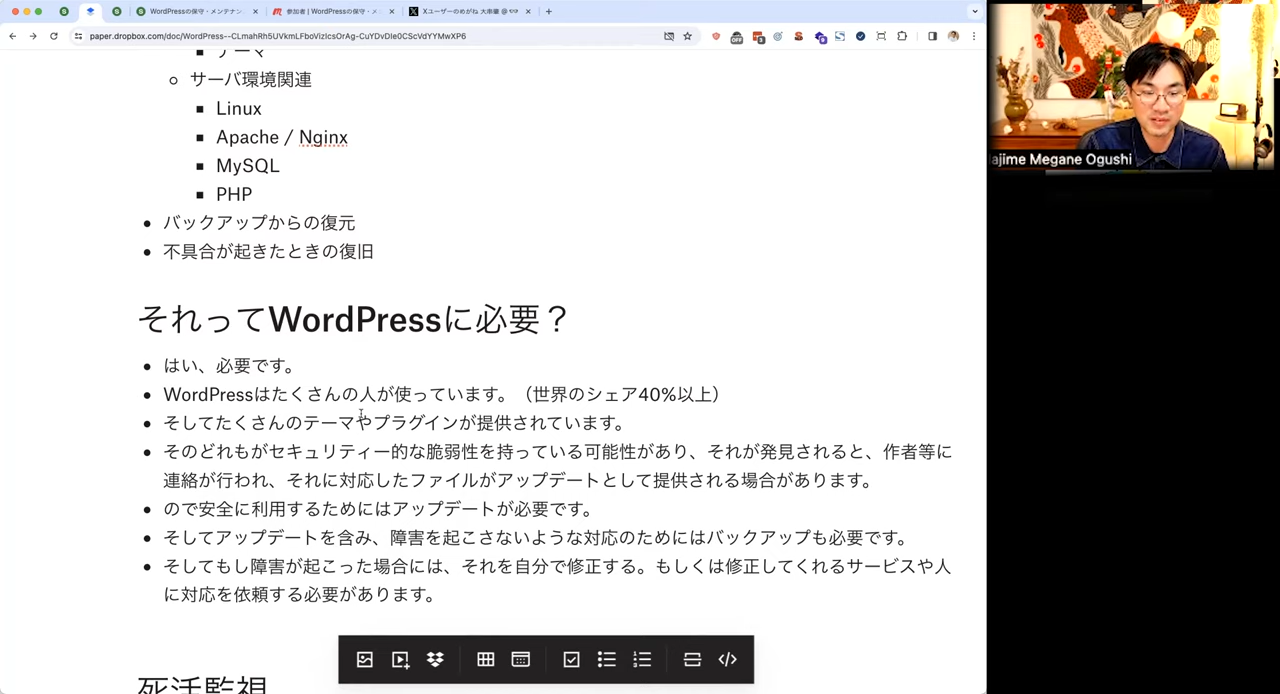 WordPressの保守・メンテナン
参加者 | WordPressの保守・メン
Xユーザーのめがね 大串肇
paper.dropbox.com/doc/WordPress--CLmahRh5UVkmLFboVizIcsOrAg-CuYDvDIe0CScVdYYMwXP6
テーマ
サーバ環境関連
Linux
Apache / Nginx
MySQL
PHP
バックアップからの復元
不具合が起きたときの復旧
それってWordPressに必要？
はい、必要です。
WordPressはたくさんの人が使っています。（世界のシェア40%以上）
そしてたくさんのテーマやプラグインが提供されています。
そのどれもがセキュリティー的な脆弱性を持っている可能性があり、それが発見されると、作者等に
連絡が行われ、それに対応したファイルがアップデートとして提供される場合があります。
ので安全に利用するためにはアップデートが必要です。
そしてアップデートを含み、障害を起こさないような対応のためにはバックアップも必要です。
そしてもし障害が起こった場合には、それを自分で修正する。もしくは修正してくれるサービスや人
に対応を依頼する必要があります。
死活監視
ajime Megane Ogushi